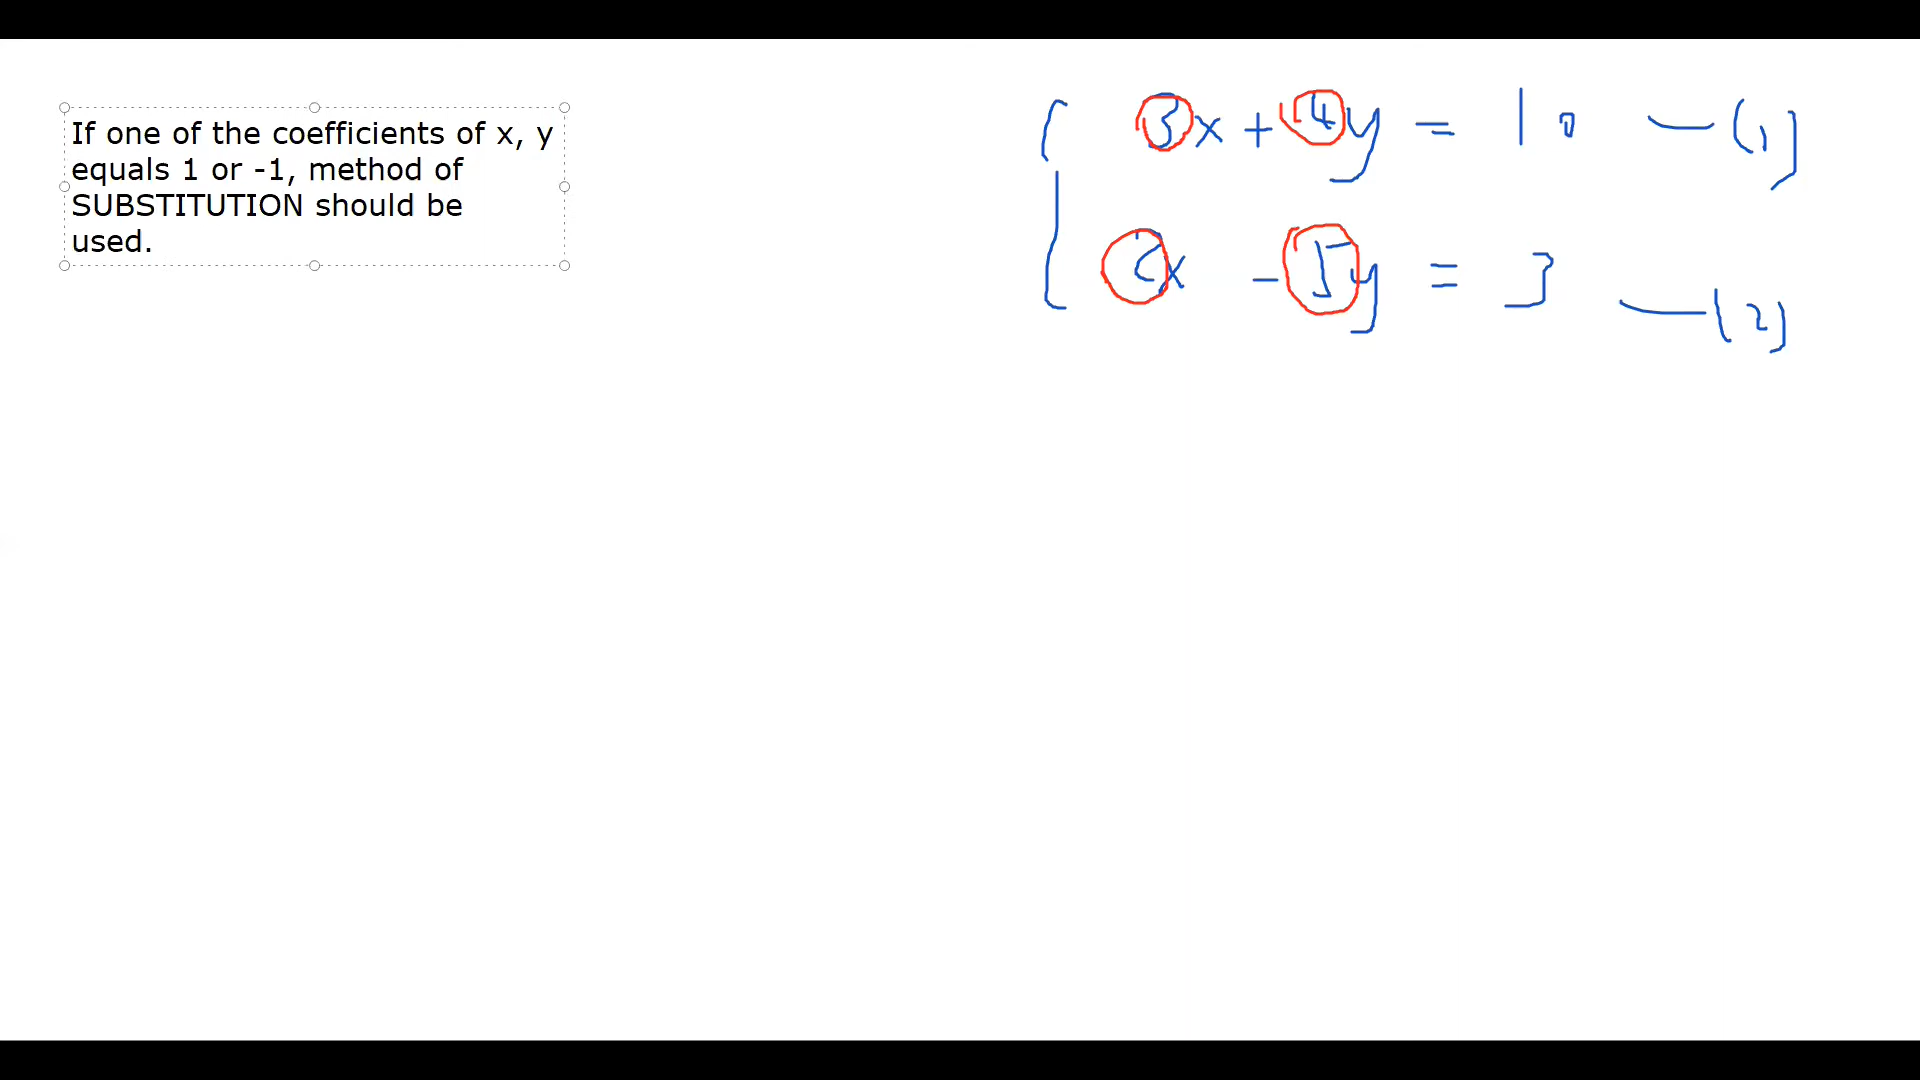 If one of the coefficients of x, y
equals 1 or -1, method of
SUBSTITUTION should be
used.
3x + 4y = 10 — (1)
2x - 5y = 3 — (2)